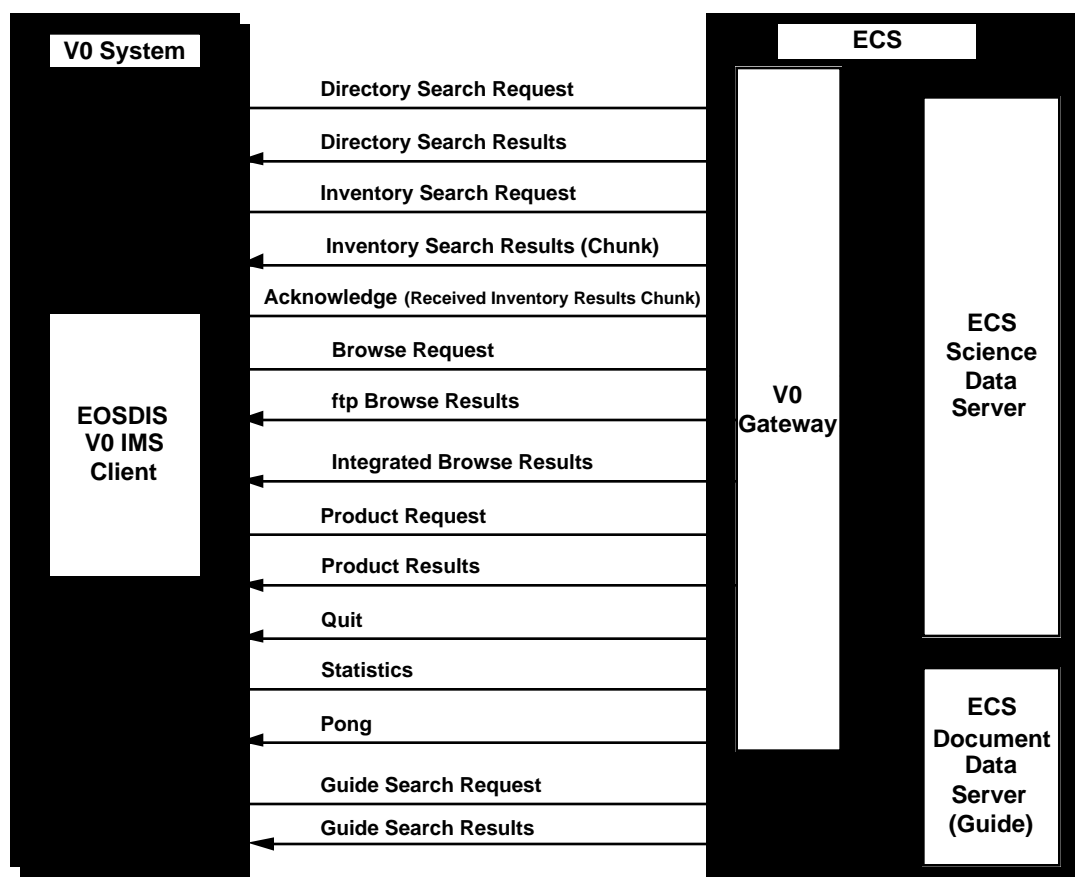 V0 System
ECS
Directory Search Request
Directory Search Results
Inventory Search Request
Inventory Search Results (Chunk)
Acknowledge (Received Inventory Results Chunk)
Browse Request
ftp Browse Results
Integrated Browse Results
Product Request
Product Results
Quit
Statistics
Pong
Guide Search Request
Guide Search Results
EOSDIS
V0 IMS
Client
V0
Gateway
ECS
Science
Data
Server
ECS
Document
Data
Server
(Guide)